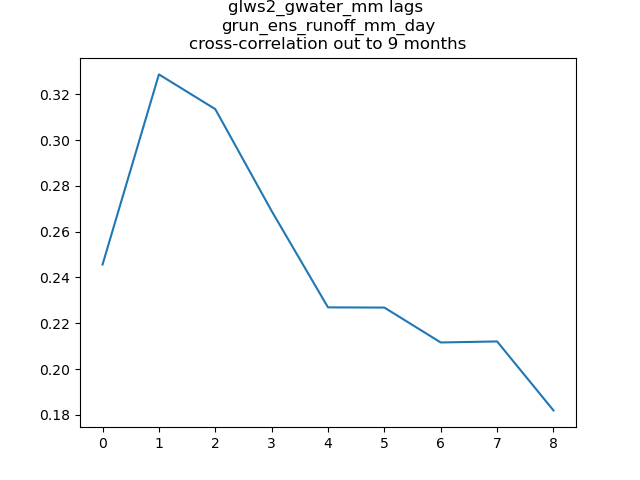 glws2_gwater_mm lags
grun_ens_runoff_mm_day
cross-correlation out to 9 months
0.32
0.30
0.28
0.26
0.24
0.22
0.20
0.18
0 1 2 3 4 5 6 7 8